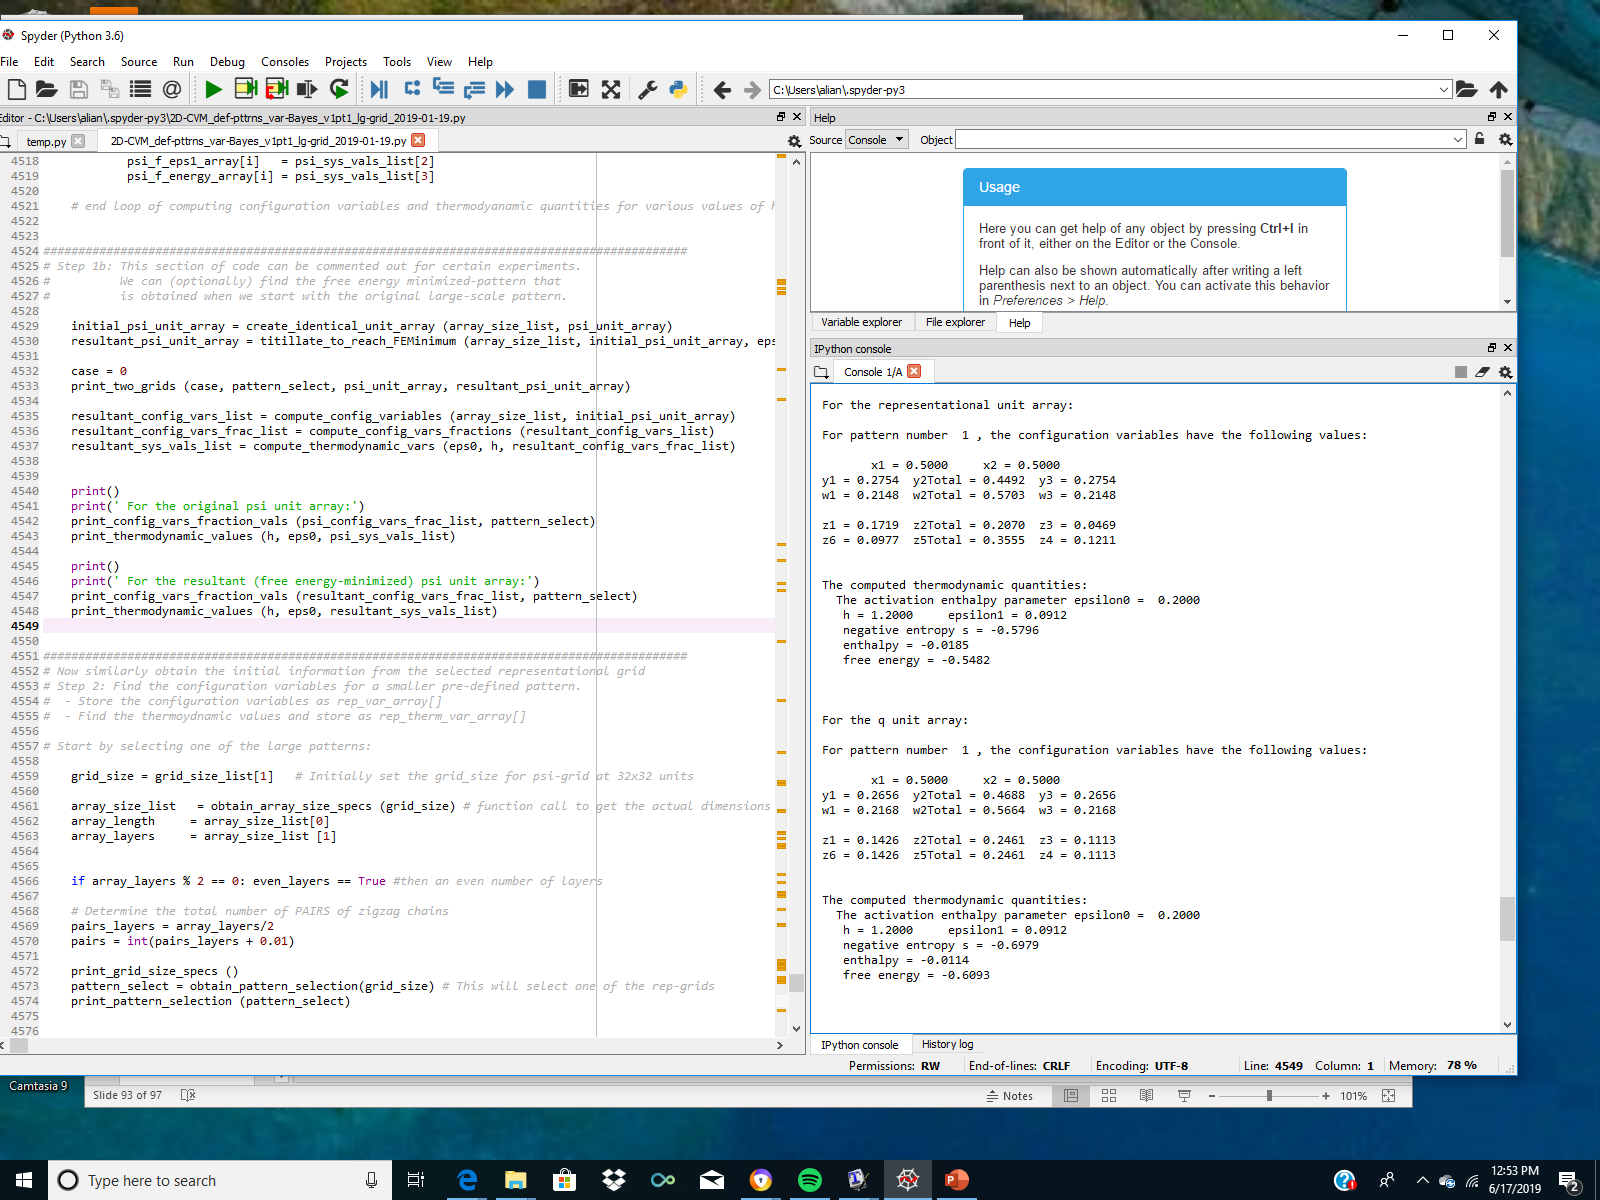 Spyder (Python 3.6)
File Edit Search Source Run Debug Consoles Projects Tools View Help
C:\Users\alian\.spyder-py3
Editor - C:\Users\alian\.spyder-py3\2D-CVM_def-pttrns_var-Bayes_v1pt1_lg-grid_2019-01-19.py
temp.py 2D-CVM_def-pttrns_var-Bayes_v1pt1_lg-grid_2019-01-19.py
4518 psi_f_eps1_array[i] = psi_sys_vals_list[2]
4519 psi_f_energy_array[i] = psi_sys_vals_list[3]
4520
4521 # end loop of computing configuration variables and thermodyanamic quantities for various values of h
4522
4523
4524 ############################################################################################
4525 # Step 1b: This section of code can be commented out for certain experiments.
4526 # We can (optionally) find the free energy minimized-pattern that
4527 # is obtained when we start with the original large-scale pattern.
4528
4529 initial_psi_unit_array = create_identical_unit_array (array_size_list, psi_unit_array)
4530 resultant_psi_unit_array = titillate_to_reach_FEMinimum (array_size_list, initial_psi_unit_array, eps
4531
4532 case = 0
4533 print_two_grids (case, pattern_select, psi_unit_array, resultant_psi_unit_array)
4534
4535 resultant_config_vars_list = compute_config_variables (array_size_list, initial_psi_unit_array)
4536 resultant_config_vars_frac_list = compute_config_vars_fractions (resultant_config_vars_list)
4537 resultant_sys_vals_list = compute_thermodynamic_vars (eps0, h, resultant_config_vars_frac_list)
4538
4539
4540 print()
4541 print(' For the original psi unit array:')
4542 print_config_vars_fraction_vals (psi_config_vars_frac_list, pattern_select)
4543 print_thermodynamic_values (h, eps0, psi_sys_vals_list)
4544
4545 print()
4546 print(' For the resultant (free energy-minimized) psi unit array:')
4547 print_config_vars_fraction_vals (resultant_config_vars_frac_list, pattern_select)
4548 print_thermodynamic_values (h, eps0, resultant_sys_vals_list)
4549
4550
4551 ############################################################################################
4552 # Now similarly obtain the initial information from the selected representational grid
4553 # Step 2: Find the configuration variables for a smaller pre-defined pattern.
4554 # - Store the configuration variables as rep_var_array[]
4555 # - Find the thermoydnamic values and store as rep_therm_var_array[]
4556
4557 # Start by selecting one of the large patterns:
4558
4559 grid_size = grid_size_list[1] # Initially set the grid_size for psi-grid at 32x32 units
4560
4561 array_size_list = obtain_array_size_specs (grid_size) # function call to get the actual dimensions
4562 array_length = array_size_list[0]
4563 array_layers = array_size_list [1]
4564
4565
4566 if array_layers % 2 == 0: even_layers == True #then an even number of layers
4567
4568 # Determine the total number of PAIRS of zigzag chains
4569 pairs_layers = array_layers/2
4570 pairs = int(pairs_layers + 0.01)
4571
4572 print_grid_size_specs ()
4573 pattern_select = obtain_pattern_selection(grid_size) # This will select one of the rep-grids
4574 print_pattern_selection (pattern_select)
4575
4576
Help
Source Console Object
Usage
Here you can get help of any object by pressing Ctrl+I in
front of it, either on the Editor or the Console.
Help can also be shown automatically after writing a left
parenthesis next to an object. You can activate this behavior
in Preferences > Help.
Variable explorer File explorer Help
IPython console
Console 1/A
For the representational unit array:
For pattern number 1 , the configuration variables have the following values:
x1 = 0.5000 x2 = 0.5000
y1 = 0.2754 y2Total = 0.4492 y3 = 0.2754
w1 = 0.2148 w2Total = 0.5703 w3 = 0.2148
z1 = 0.1719 z2Total = 0.2070 z3 = 0.0469
z6 = 0.0977 z5Total = 0.3555 z4 = 0.1211
The computed thermodynamic quantities:
The activation enthalpy parameter epsilon0 = 0.2000
h = 1.2000 epsilon1 = 0.0912
negative entropy s = -0.5796
enthalpy = -0.0185
free energy = -0.5482
For the q unit array:
For pattern number 1 , the configuration variables have the following values:
x1 = 0.5000 x2 = 0.5000
y1 = 0.2656 y2Total = 0.4688 y3 = 0.2656
w1 = 0.2168 w2Total = 0.5664 w3 = 0.2168
z1 = 0.1426 z2Total = 0.2461 z3 = 0.1113
z6 = 0.1426 z5Total = 0.2461 z4 = 0.1113
The computed thermodynamic quantities:
The activation enthalpy parameter epsilon0 = 0.2000
h = 1.2000 epsilon1 = 0.0912
negative entropy s = -0.6979
enthalpy = -0.0114
free energy = -0.6093
IPython console History log
Permissions: RW End-of-lines: CRLF Encoding: UTF-8 Line: 4549 Column: 1 Memory: 78 %
Camtasia 9
Slide 93 of 97 Notes 101%
Type here to search
12:53 PM
6/17/2019
2